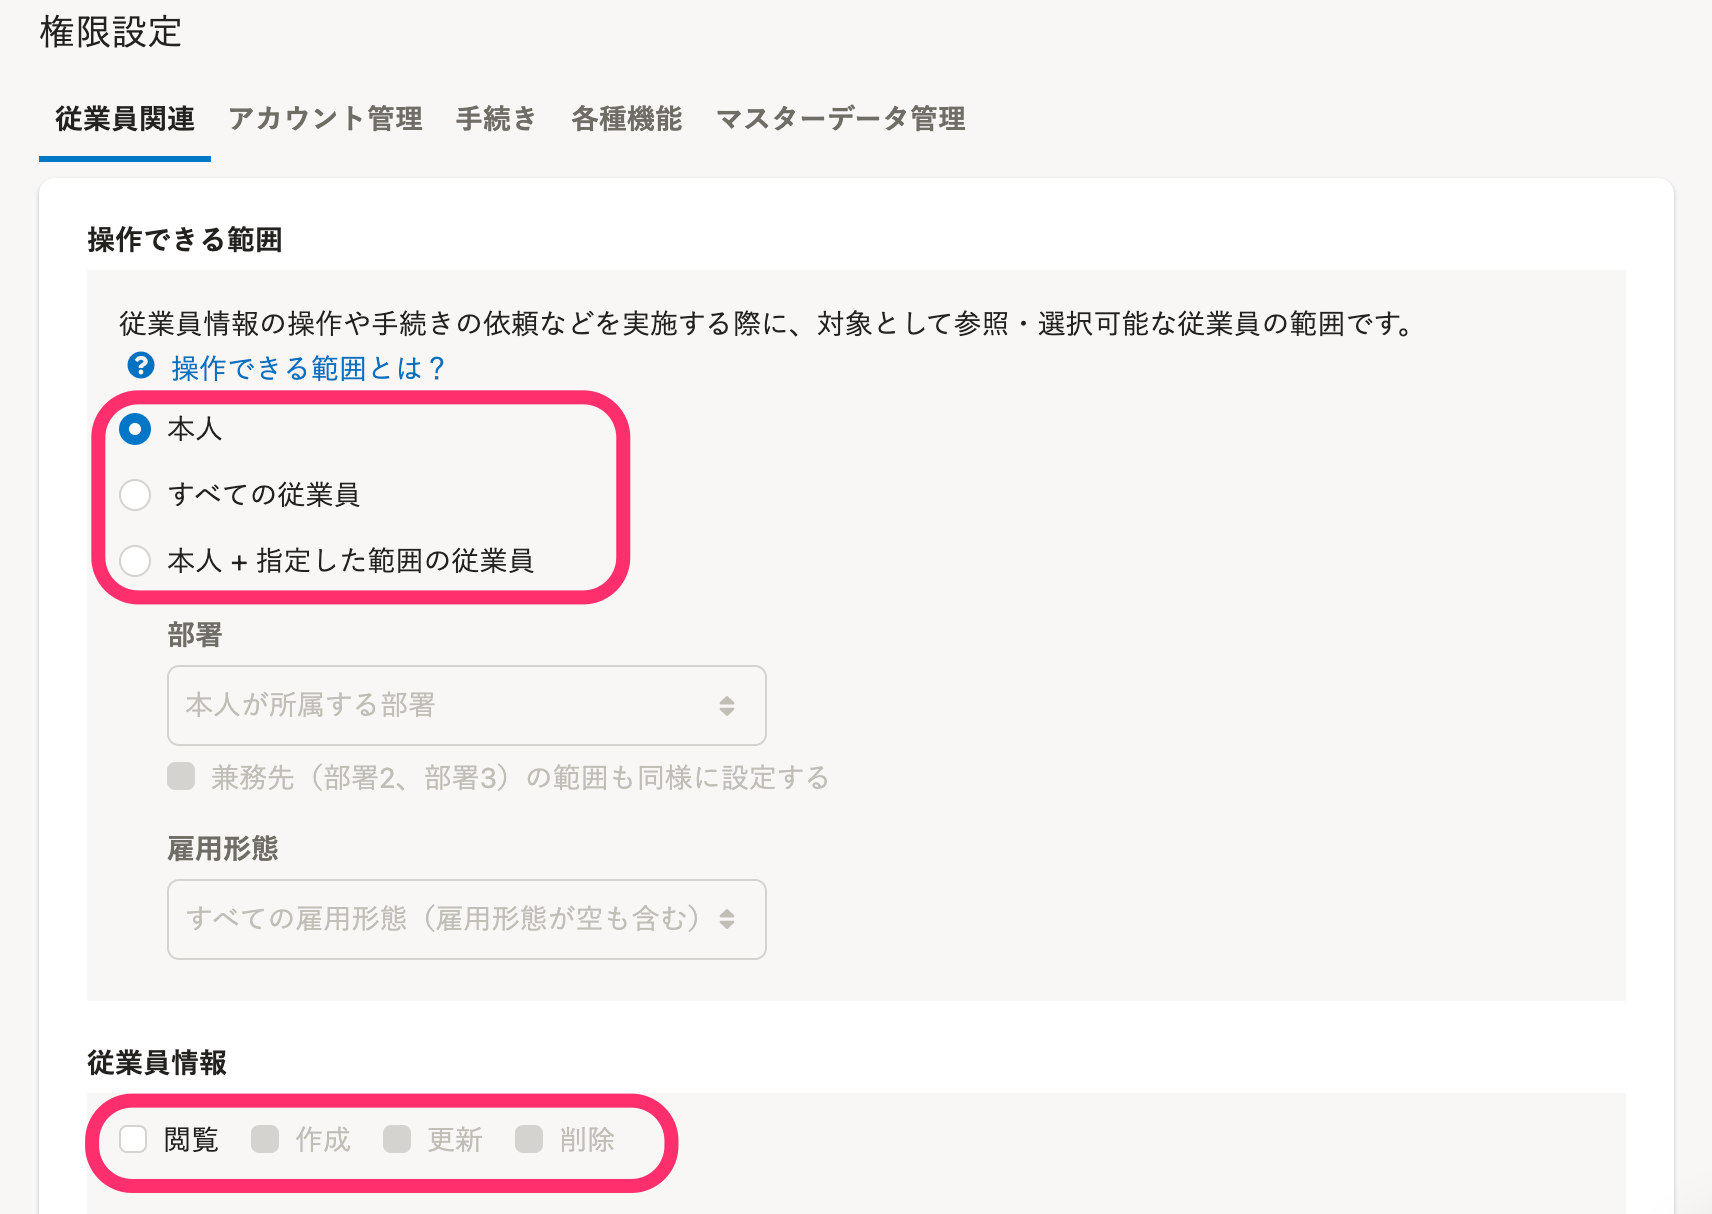 権限設定
従業員関連 アカウント管理 手続き 各種機能 マスターデータ管理
操作できる範囲
従業員情報の操作や手続きの依頼などを実施する際に、対象として参照・選択可能な従業員の範囲です。
操作できる範囲とは？
本人
すべての従業員
本人 + 指定した範囲の従業員
部署
本人が所属する部署
兼務先（部署2、部署3）の範囲も同様に設定する
雇用形態
すべての雇用形態（雇用形態が空も含む）
従業員情報
閲覧 作成 更新 削除